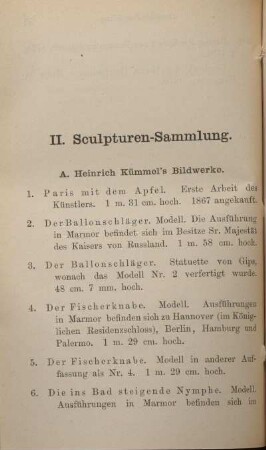 II. Sculpturen-Sammlung.
A. Heinrich Kümmel's Bildwerke.
1. Paris mit dem Apfel. Erste Arbeit des
Künstlers. 1 m. 31 cm. hoch. 1867 angekauft.
2. Der Ballonschläger. Modell. Die Ausführung
in Marmor befindet sich im Besitze Sr. Majestät
des Kaisers von Russland. 1 m. 58 cm. hoch.
3. Der Ballonschläger. Statuette von Gips,
wonach das Modell Nr. 2 verfertigt wurde.
48 cm. 7 mm. hoch.
4. Der Fischerknabe. Modell. Ausführungen
in Marmor befinden sich zu Hannover (im König-
lichen Residenzschloss), Berlin, Hamburg und
Palermo. 1 m. 29 cm. hoch.
5. Der Fischerknabe. Modell in anderer Auf-
fassung als Nr. 4. 1 m. 29 cm. hoch.
6. Die ins Bad steigende Nymphe. Modell.
Ausführungen in Marmor befinden sich im